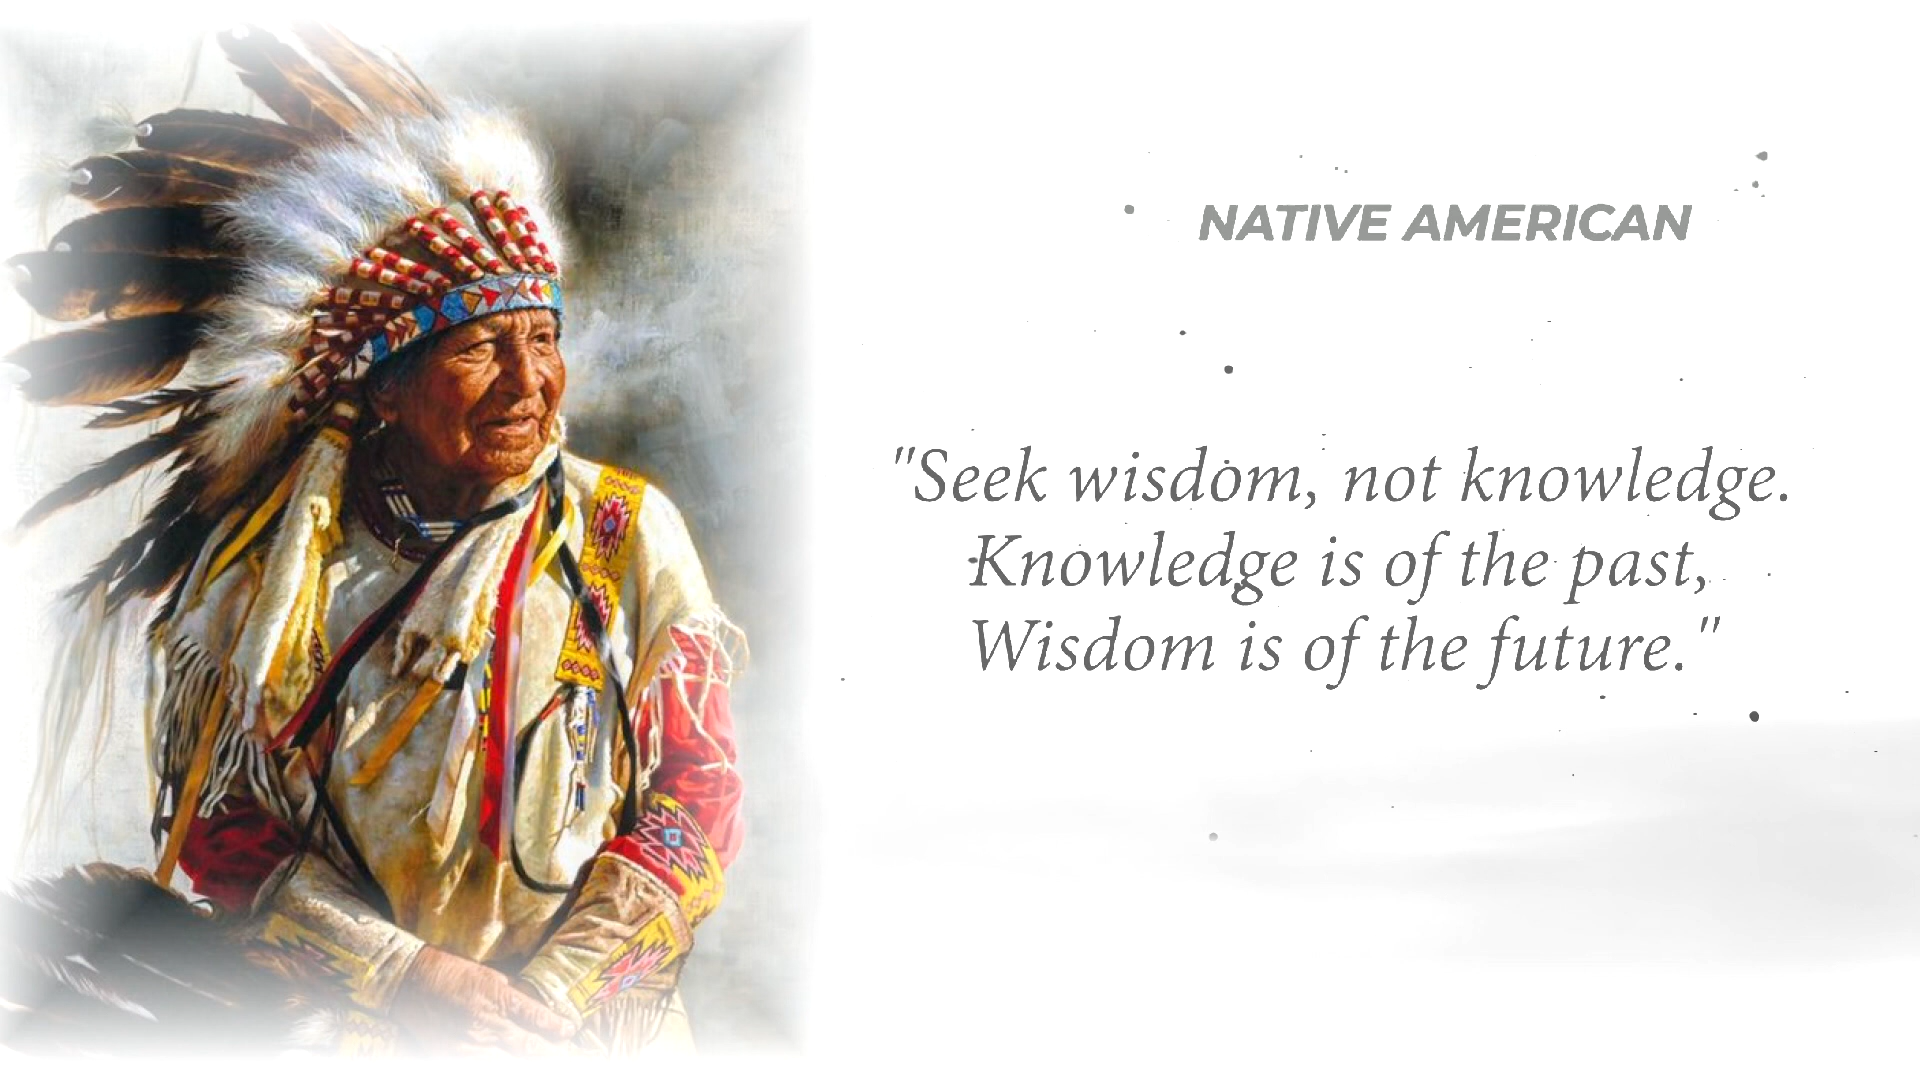 NATIVE AMERICAN
"Seek wisdom, not knowledge.
Knowledge is of the past,
Wisdom is of the future."